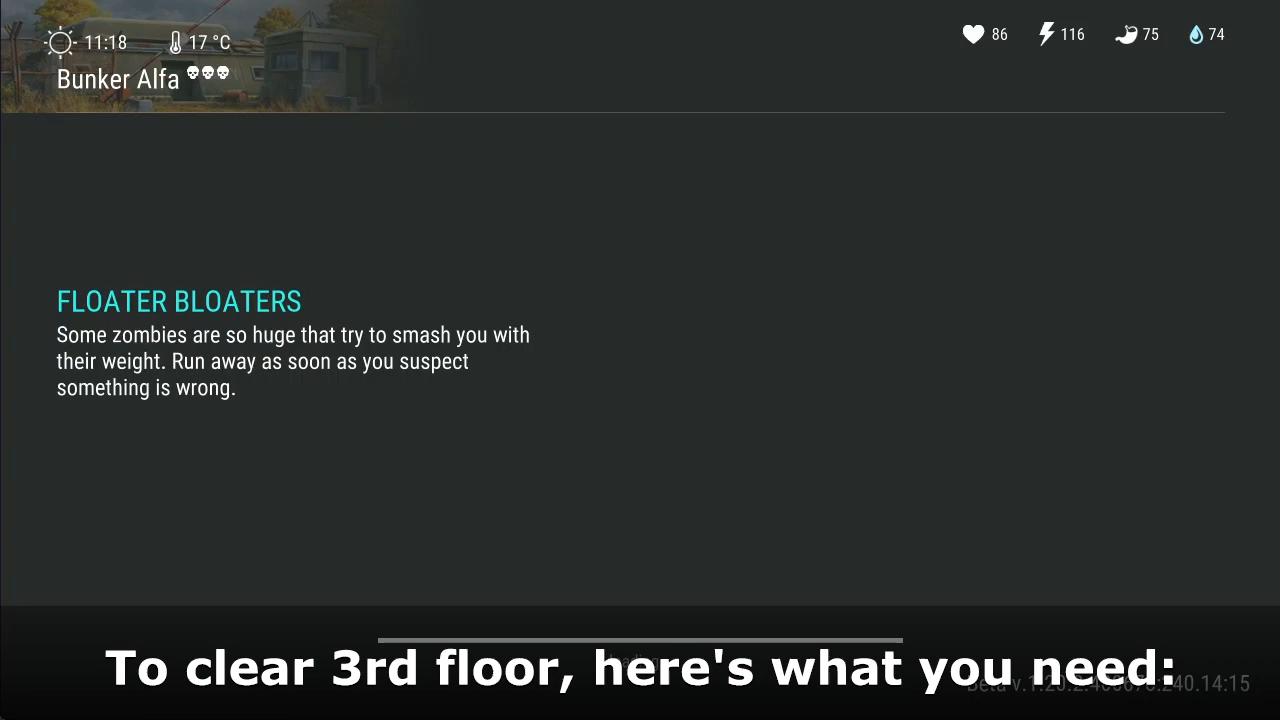 11:18 17 °C
86 116 75 74
Bunker Alfa
FLOATER BLOATERS
Some zombies are so huge that try to smash you with
their weight. Run away as soon as you suspect
something is wrong.
To clear 3rd floor, here's what you need: